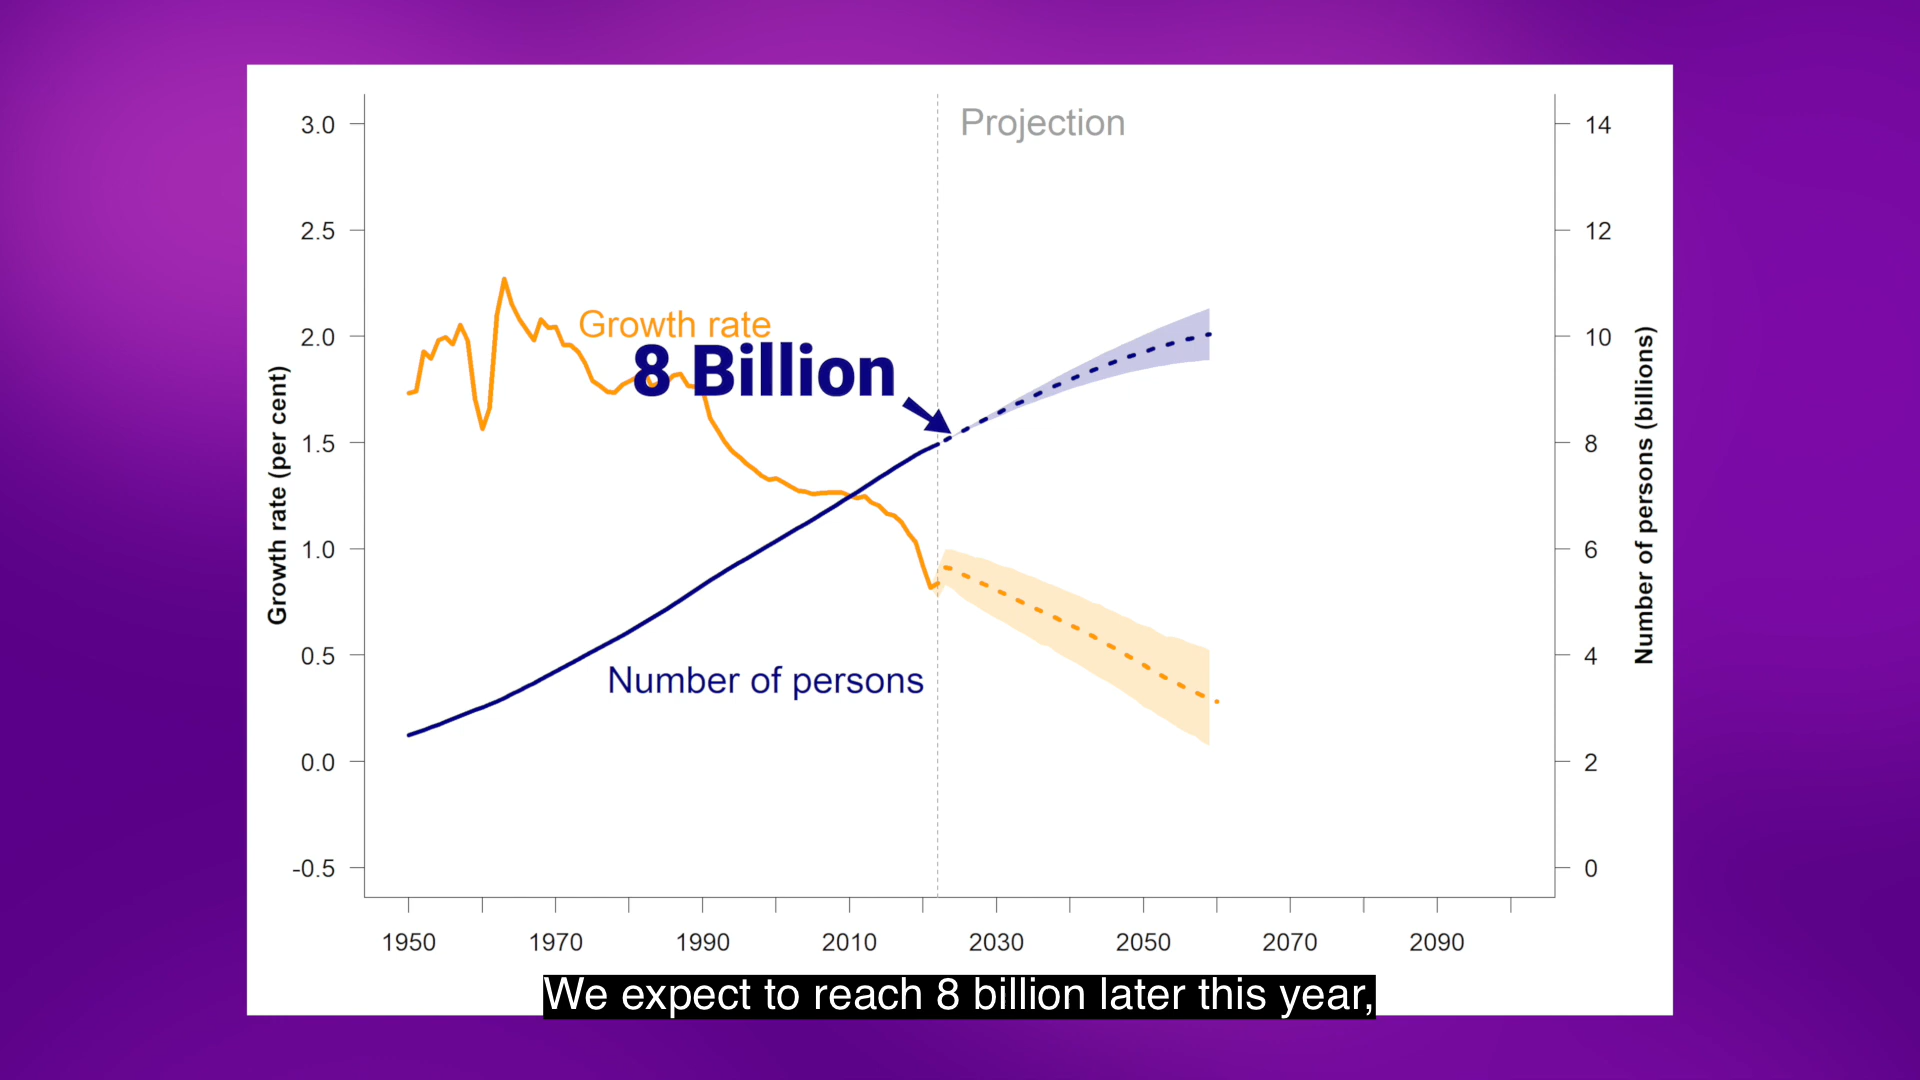 Projection
3.0
2.5
2.0
1.5
1.0
0.5
0.0
-0.5
Growth rate (per cent)
Growth rate
8 Billion
Number of persons
14
12
10
8
6
4
2
0
Number of persons (billions)
1950 1970 1990 2010 2030 2050 2070 2090
We expect to reach 8 billion later this year,